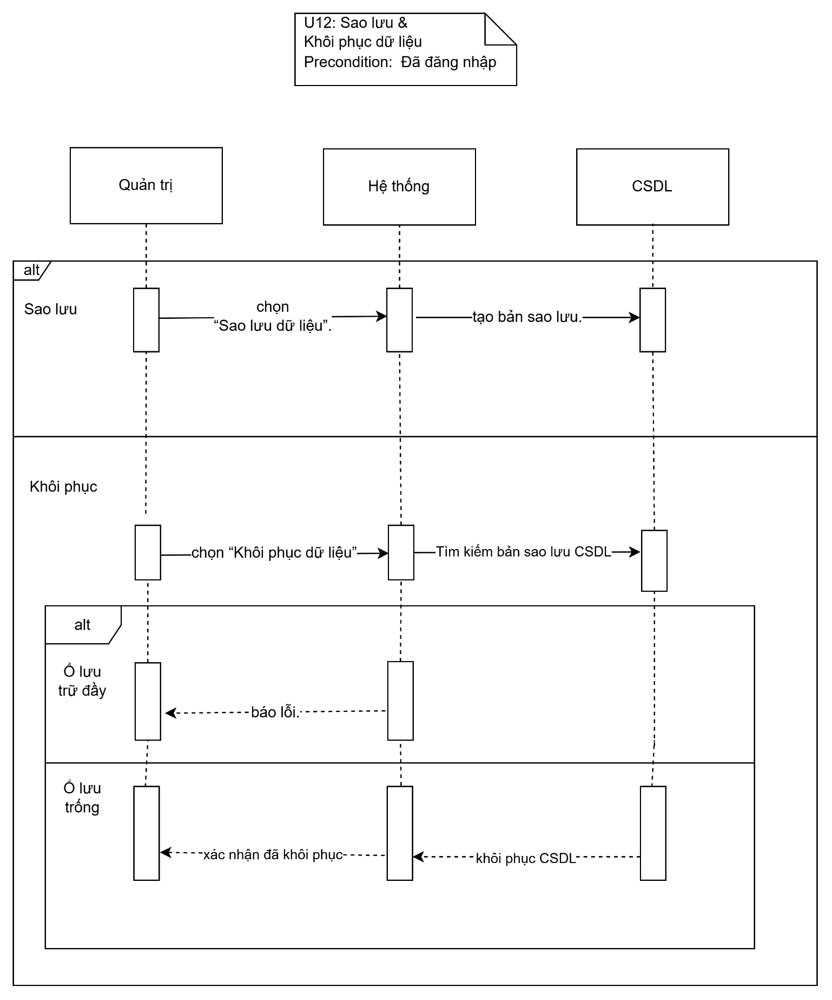 U12: Sao lưu &
Khôi phục dữ liệu
Precondition:  Đã đăng nhập
Quản trị
Hệ thống
CSDL
alt
Sao lưu
chọn
“Sao lưu dữ liệu”.
tạo bản sao lưu.
Khôi phục
chọn “Khôi phục dữ liệu”
Tìm kiếm bản sao lưu CSDL
alt
Ổ lưu
trữ đầy
báo lỗi.
Ổ lưu
trống
xác nhận đã khôi phục
khôi phục CSDL